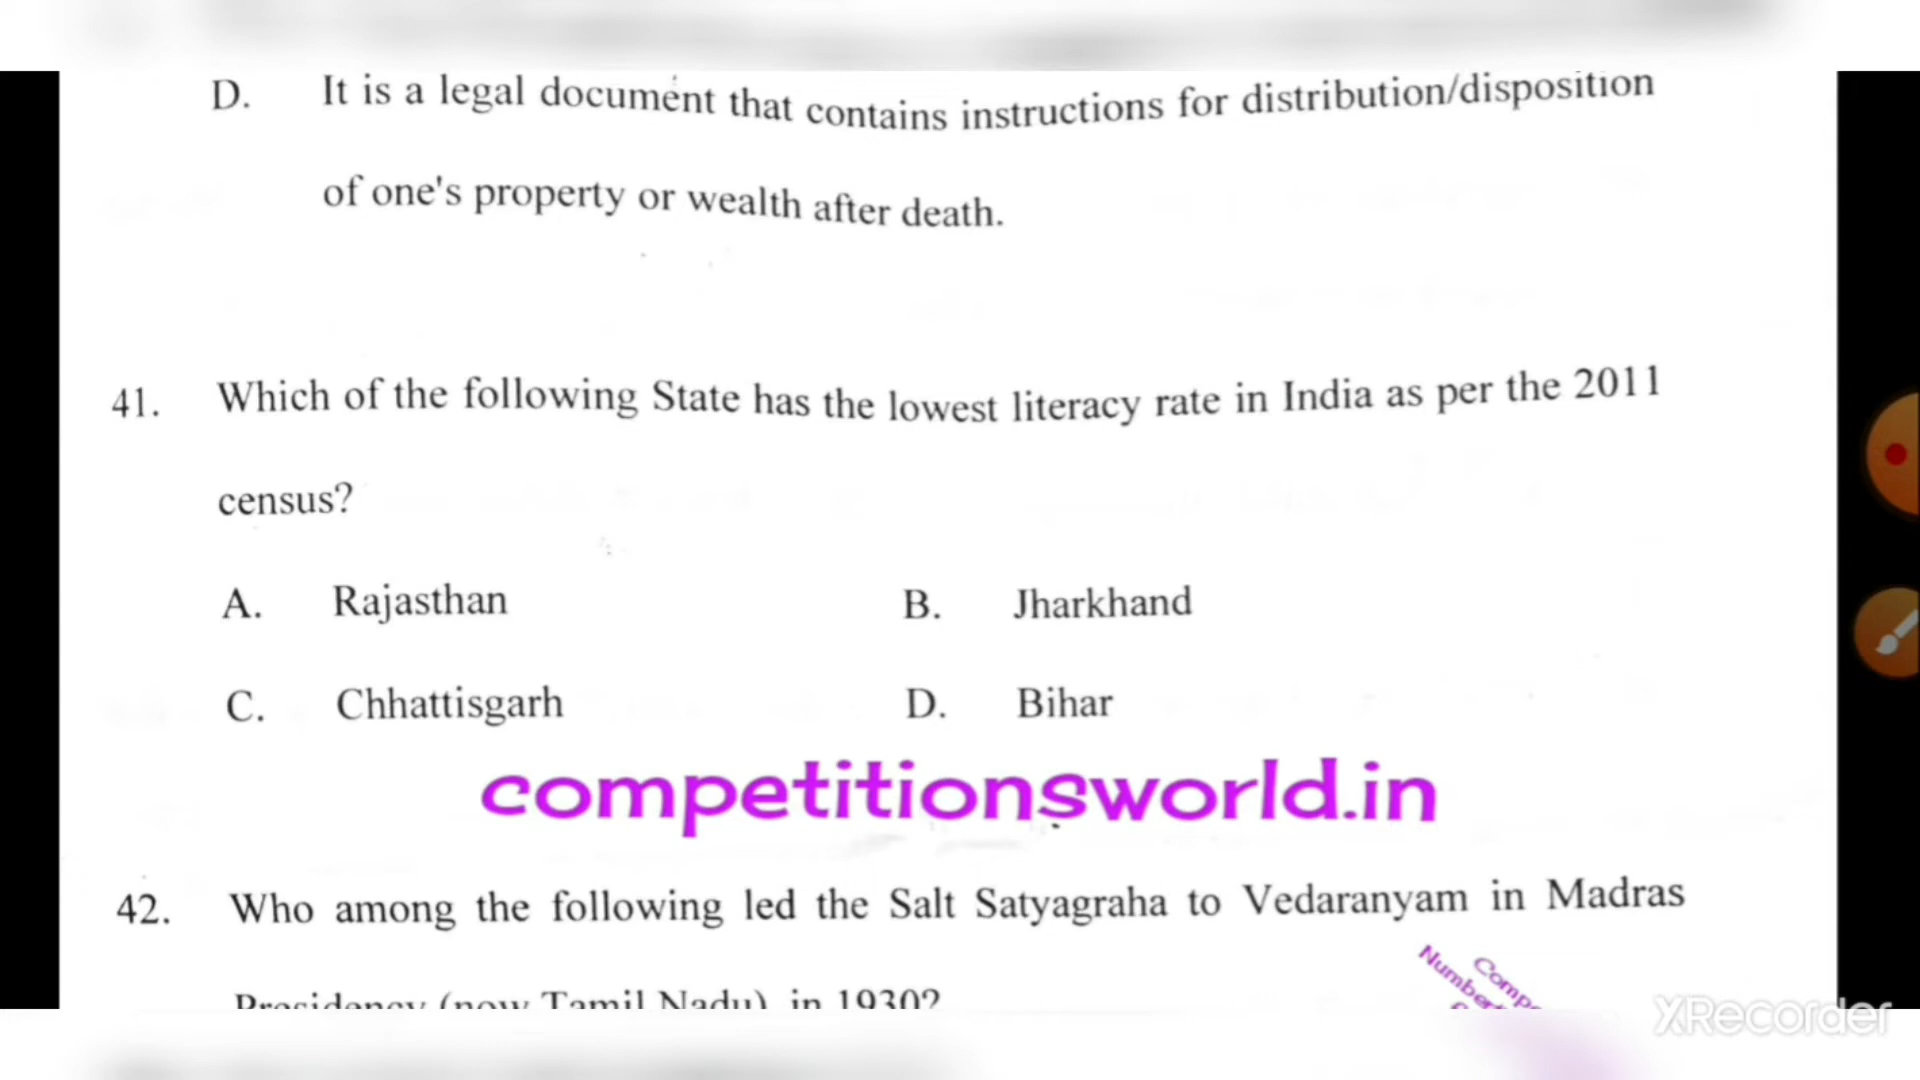 D. It is a legal document that contains instructions for distribution/disposition
of one's property or wealth after death.
41. Which of the following State has the lowest literacy rate in India as per the 2011
census?
A. Rajasthan B. Jharkhand
C. Chhattisgarh D. Bihar
competitionsworld.in
42. Who among the following led the Salt Satyagraha to Vedaranyam in Madras
Presidency (now Tamil Nadu) in 1930?
XRecorder